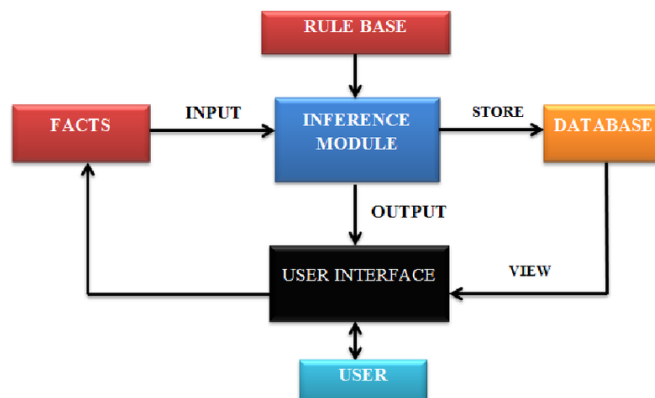 RULE BASE
INPUT
STORE
FACTS
INFERENCE
MODULE
DATABASE
OUTPUT
USER INTERFACE
VIEW
USER